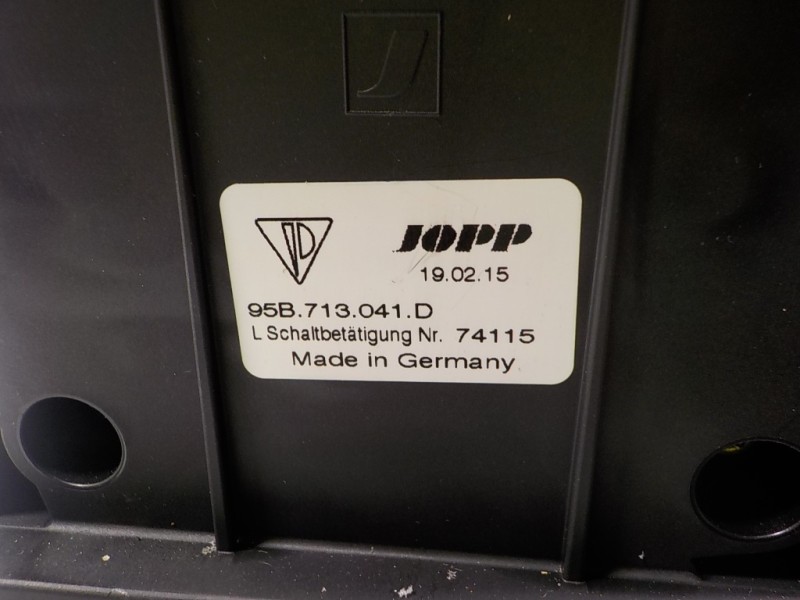 JOPP
19.02.15
95B.713.041.D
L Schaltbetätigung Nr. 74115
Made in Germany